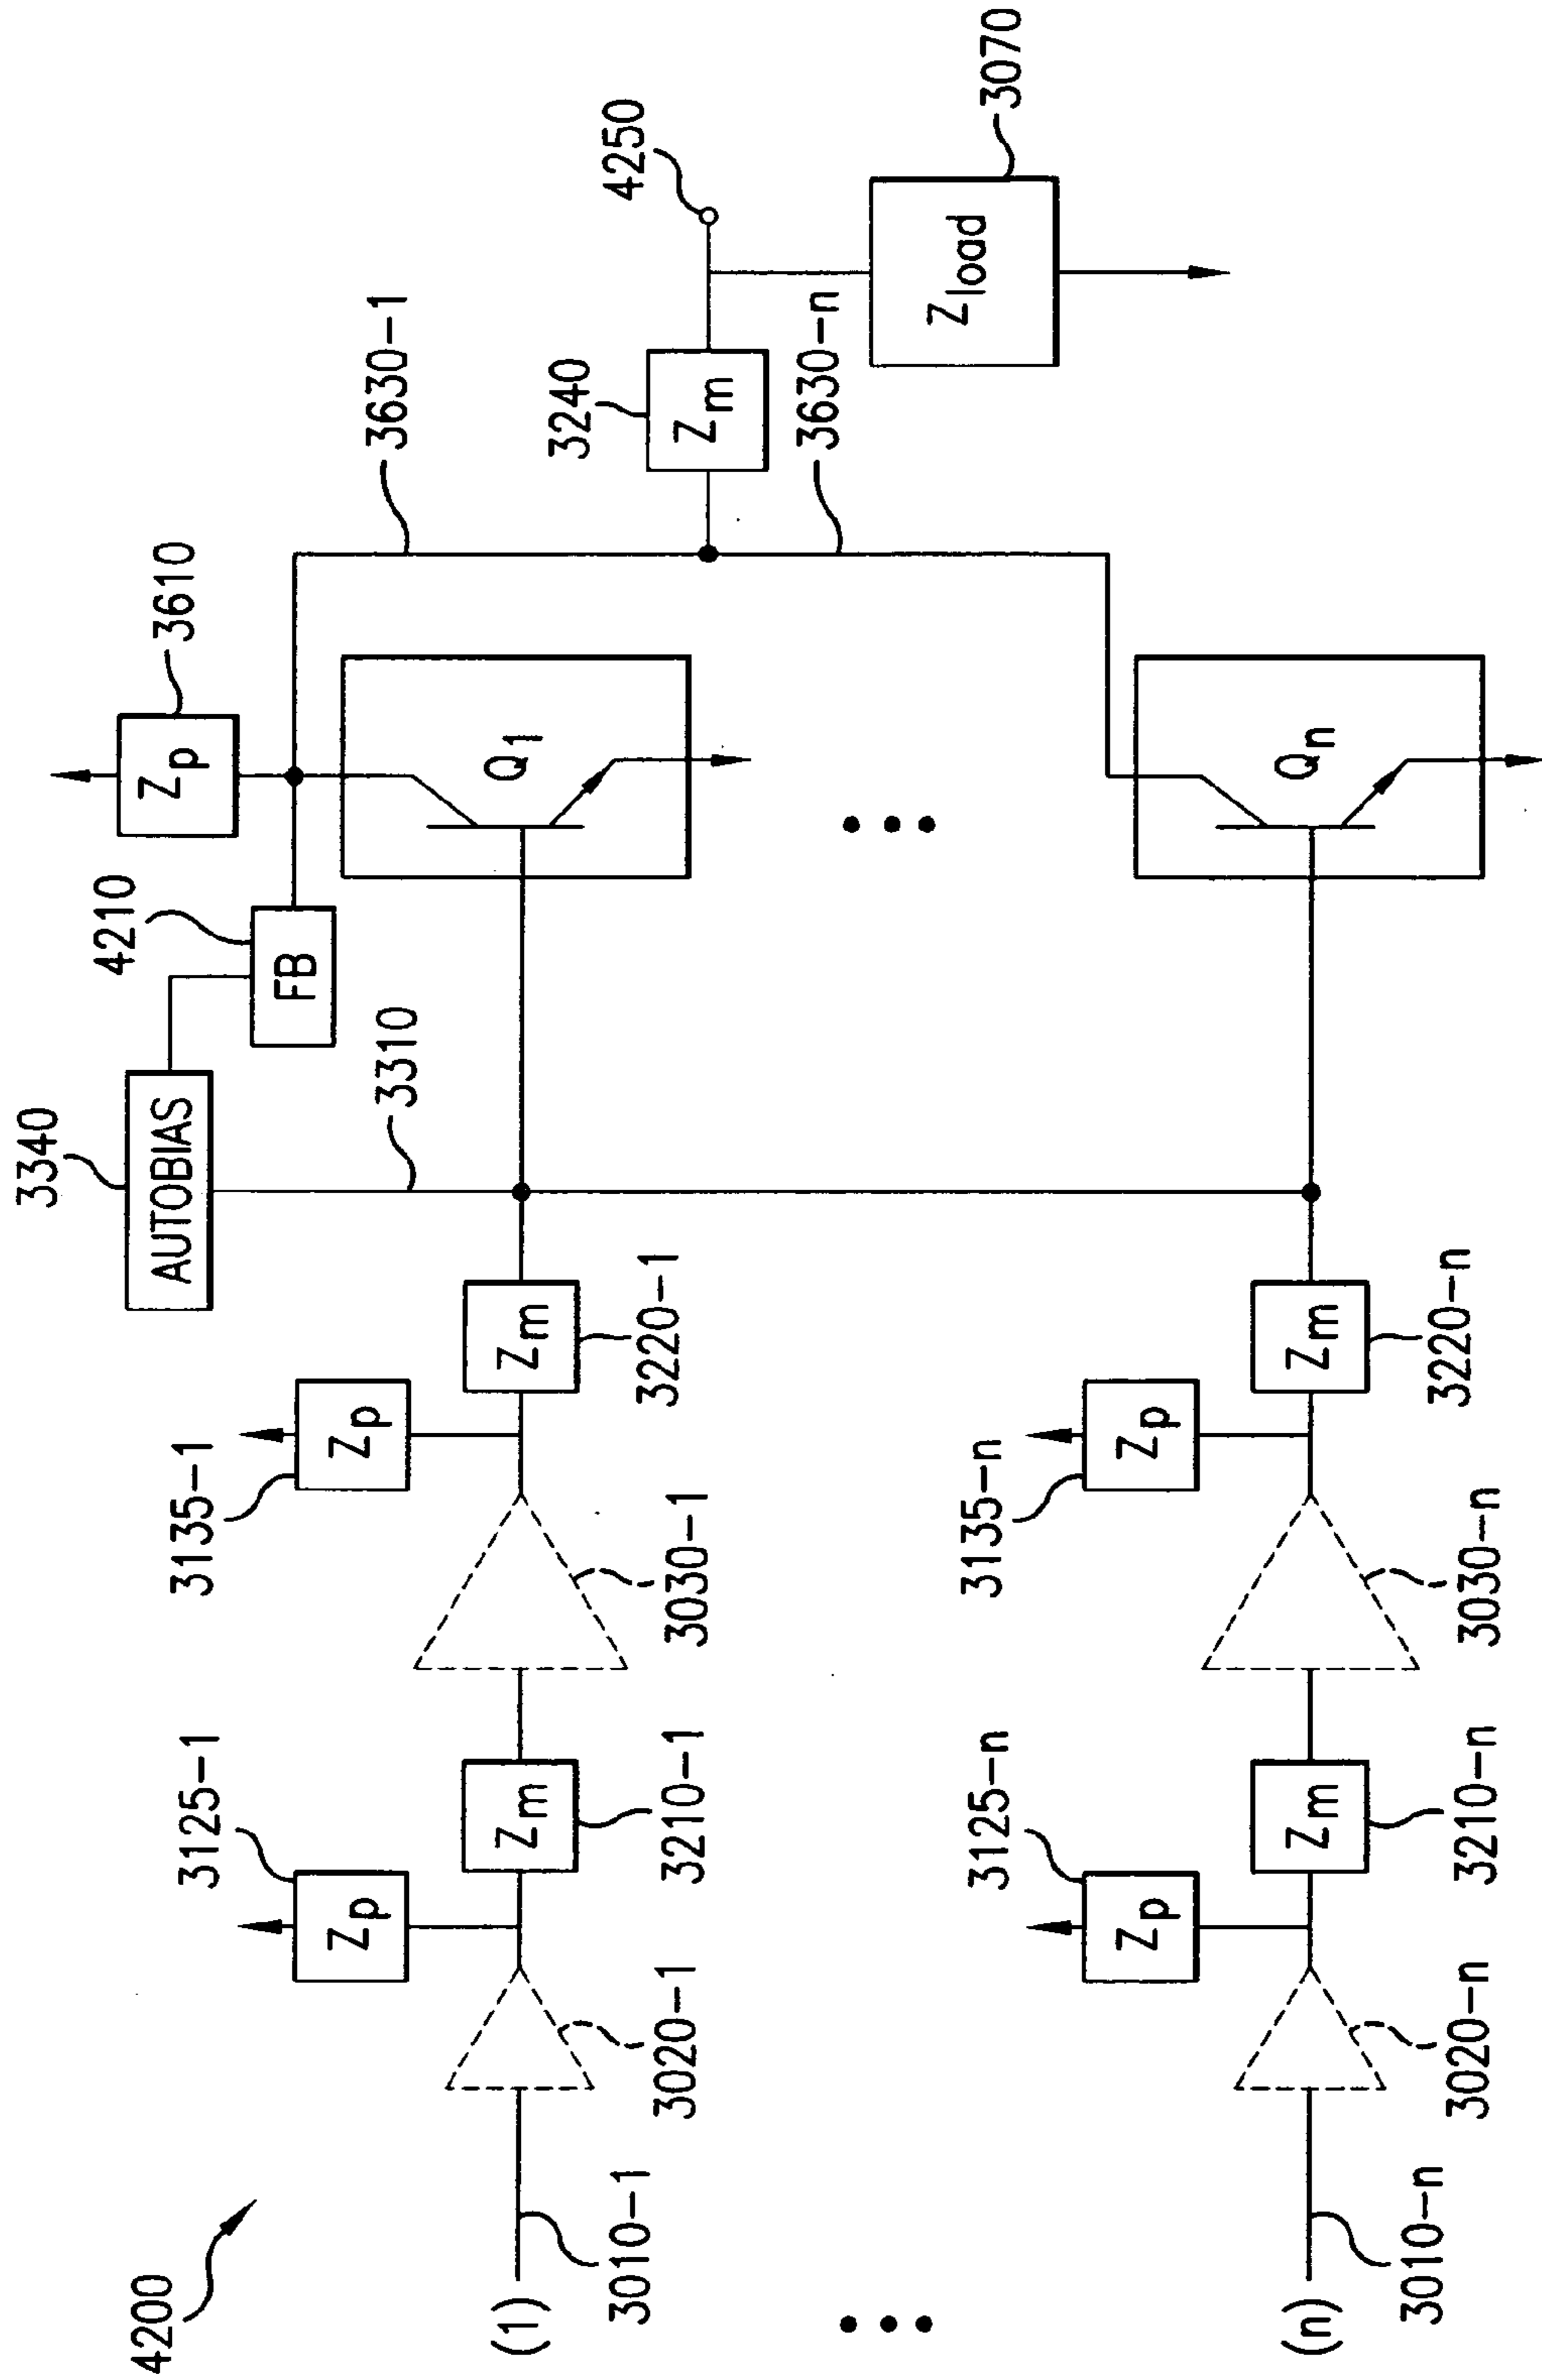 4200
(1)
3010-1
3020-1
3125-1
Zp
Zm
3210-1
3030-1
3135-1
Zp
Zm
3220-1
3340
AUTOBIAS
3310
4210
FB
3610
Zp
Q1
3630-1
3240
Zm
4250
3630-n
Zload
3070
(n)
3010-n
3020-n
3125-n
Zp
Zm
3210-n
3030-n
3135-n
Zp
Zm
3220-n
Qn